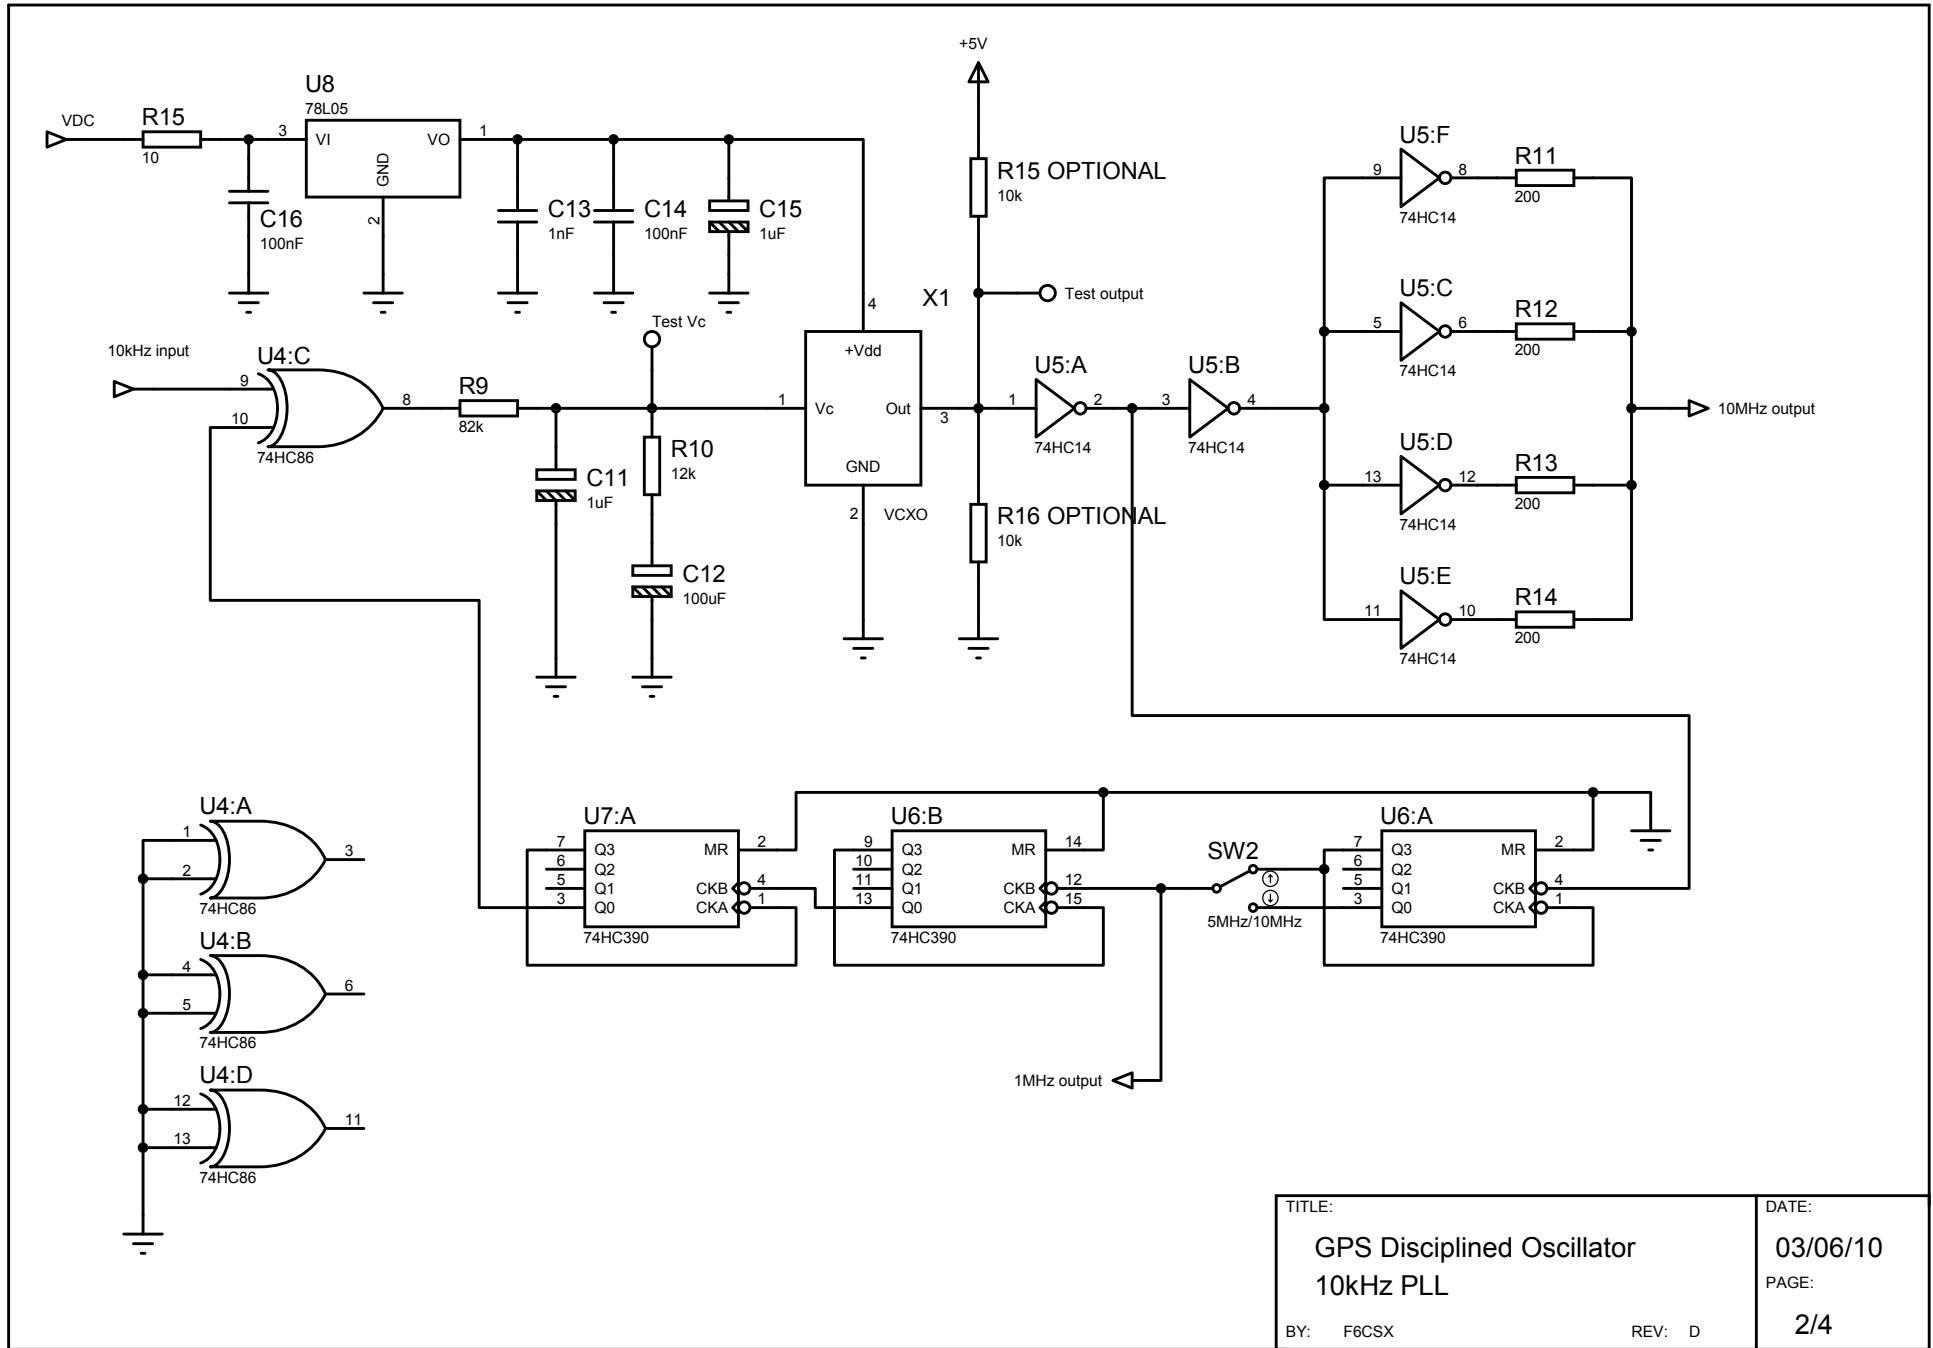 +5V
U8
78L05
VDC
R15
10
3
VI
VO
1
GND
2
C16
100nF
C13
1nF
C14
100nF
C15
1uF
4
R15 OPTIONAL
10k
X1
Test output
U5:F
9
8
74HC14
R11
200
U5:C
5
6
74HC14
R12
200
10kHz input
U4:C
9
10
8
74HC86
R9
82k
Test Vc
1
+Vdd
Vc
Out
GND
3
2
VCXO
R10
12k
C11
1uF
C12
100uF
U5:A
1
2
74HC14
U5:B
3
4
74HC14
10MHz output
R16 OPTIONAL
10k
U5:D
13
12
74HC14
R13
200
U5:E
11
10
74HC14
R14
200
U4:A
1
2
3
74HC86
U4:B
4
5
6
74HC86
U4:D
12
13
11
74HC86
U7:A
7
Q3
MR
2
6
Q2
5
Q1
CKB
4
3
Q0
CKA
1
74HC390
U6:B
9
Q3
MR
14
10
Q2
11
Q1
CKB
12
13
Q0
CKA
15
74HC390
SW2
5MHz/10MHz
U6:A
7
Q3
MR
2
6
Q2
5
Q1
CKB
4
3
Q0
CKA
1
74HC390
1MHz output
TITLE:
GPS Disciplined Oscillator
10kHz PLL
BY: F6CSX
REV: D
DATE:
03/06/10
PAGE:
2/4